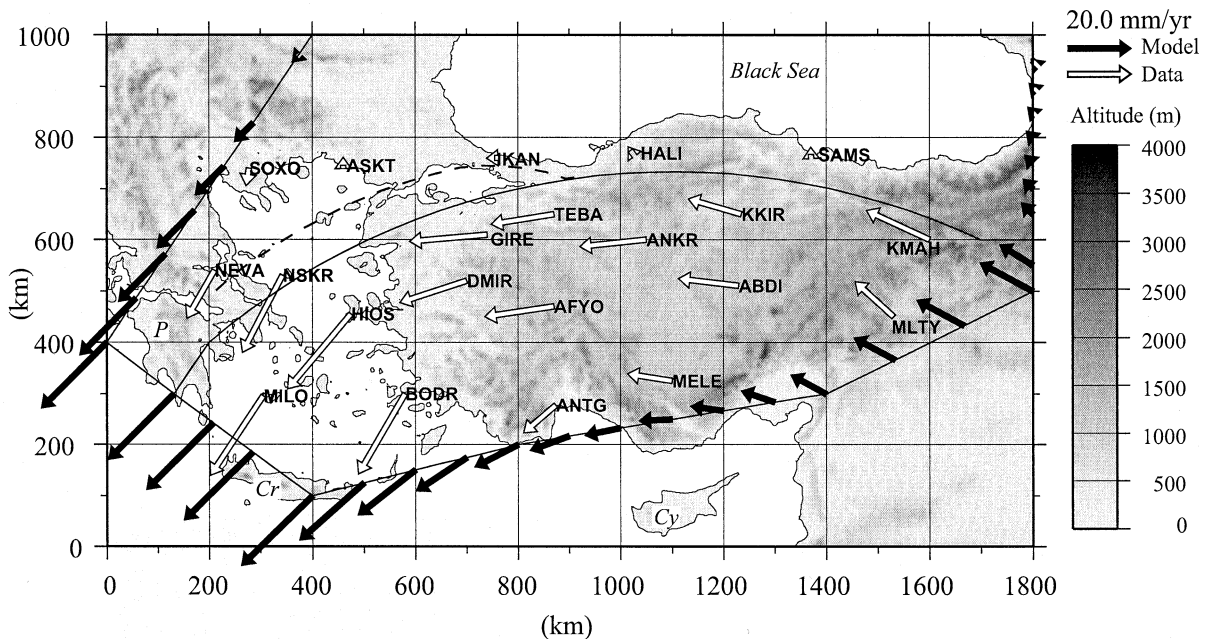 20.0 mm/yr
Model
Data
Altitude (m)
4000
3500
3000
2500
2000
1500
1000
500
0
1000
800
600
400
200
0
(km)
Black Sea
IKAN
HALI
SAMS
SOXO
ASKT
TEBA
KKIR
GIRE
ANKR
KMAH
NEVA
NSKR
DMIR
ABDI
HIOS
AFYO
MLTY
P
MELE
MILO
BODR
ANTG
Cr
Cy
0
200
400
600
800
1000
1200
1400
1600
1800
(km)